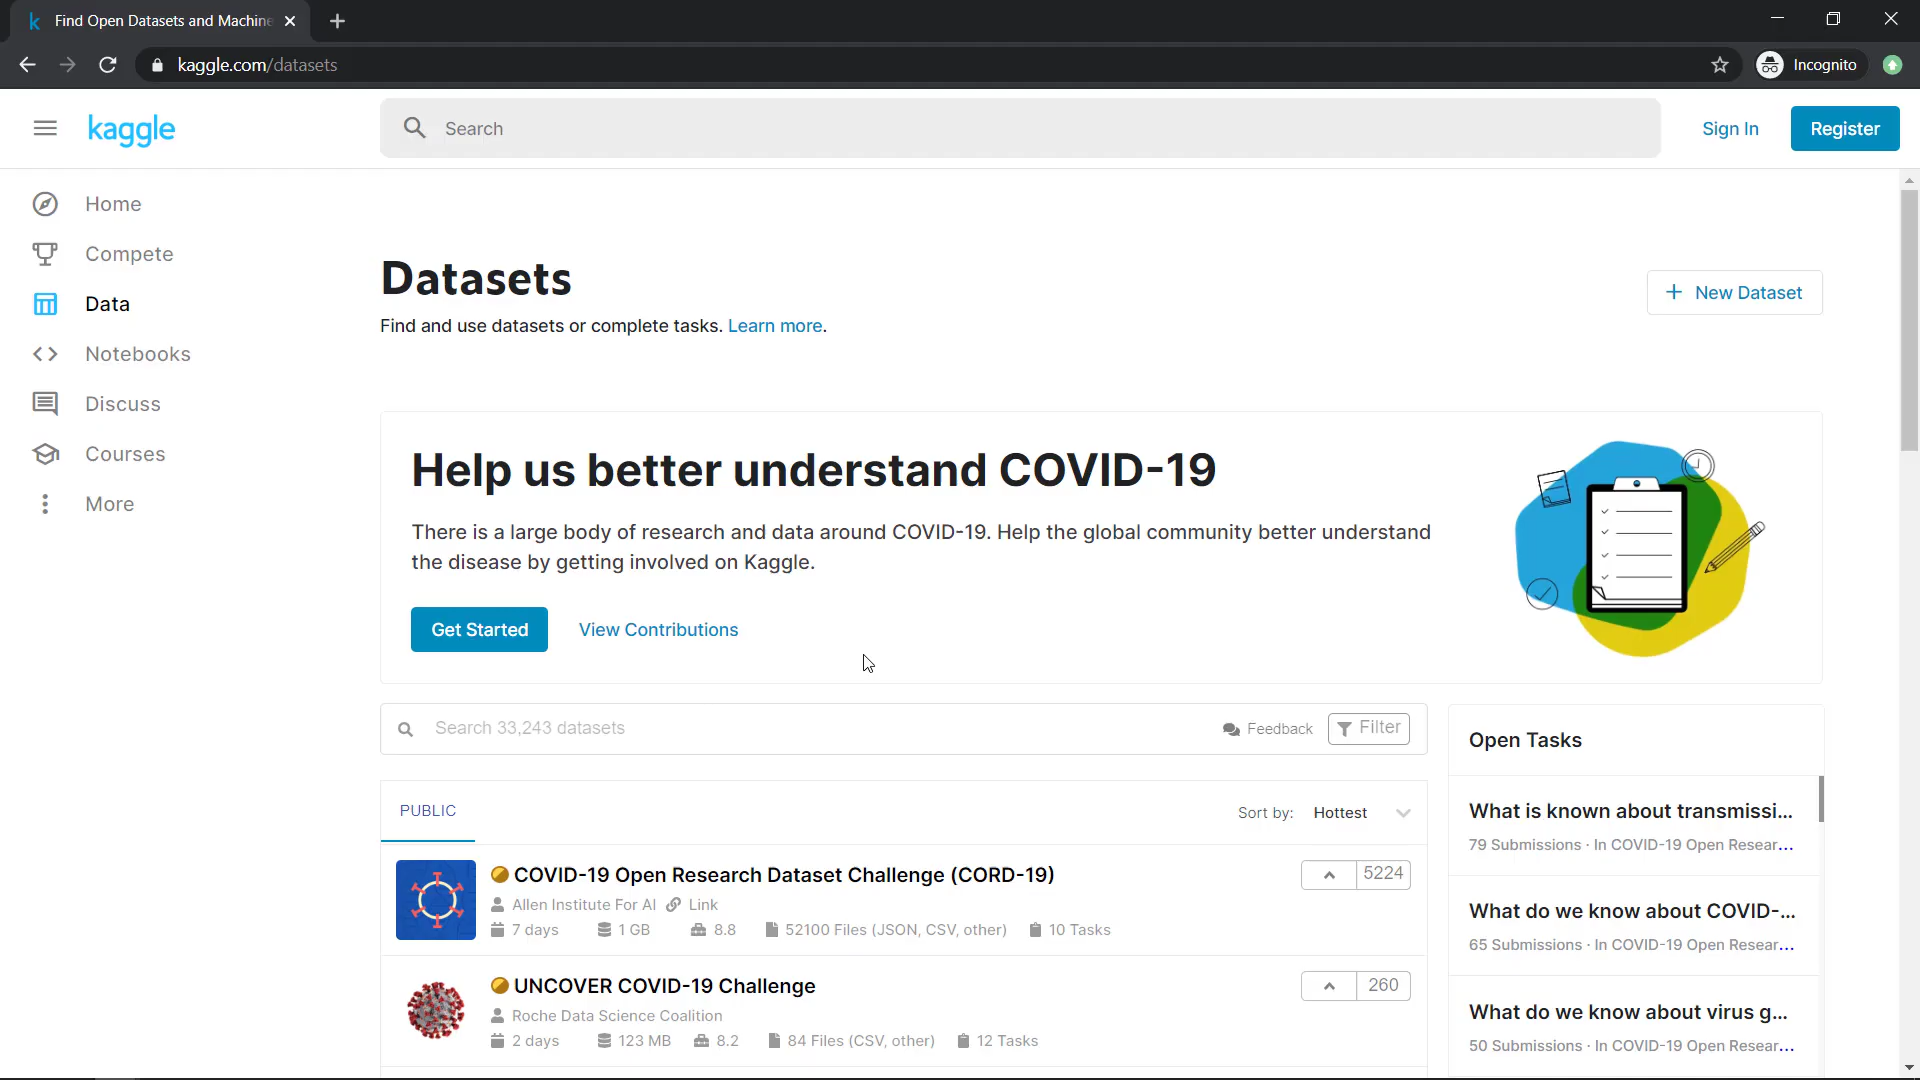 Find Open Datasets and Machine
kaggle.com/datasets
Incognito
kaggle
Search
Sign In
Register
Home
Compete
Data
Notebooks
Discuss
Courses
More
Datasets
Find and use datasets or complete tasks. Learn more.
New Dataset
Help us better understand COVID-19
There is a large body of research and data around COVID-19. Help the global community better understand
the disease by getting involved on Kaggle.
Get Started
View Contributions
Search 33,243 datasets
Feedback
Filter
PUBLIC
Sort by: Hottest
COVID-19 Open Research Dataset Challenge (CORD-19)
5224
Allen Institute For AI Link
7 days 1 GB 8.8 52100 Files (JSON, CSV, other) 10 Tasks
UNCOVER COVID-19 Challenge
260
Roche Data Science Coalition
2 days 123 MB 8.2 84 Files (CSV, other) 12 Tasks
Open Tasks
What is known about transmissi...
79 Submissions · In COVID-19 Open Resear...
What do we know about COVID-...
65 Submissions · In COVID-19 Open Resear...
What do we know about virus g...
50 Submissions · In COVID-19 Open Resear...